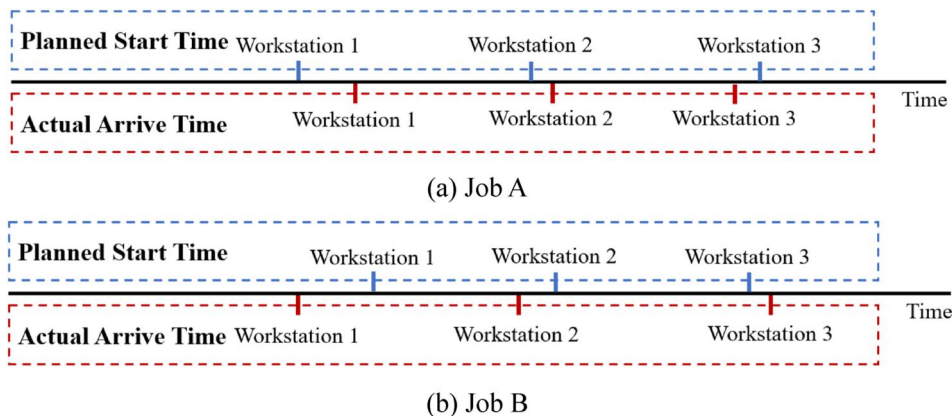 Planned Start Time
Workstation 1 Workstation 2 Workstation 3
Time
Actual Arrive Time
Workstation 1 Workstation 2 Workstation 3
(a) Job A
Planned Start Time
Workstation 1 Workstation 2 Workstation 3
Time
Actual Arrive Time
Workstation 1 Workstation 2 Workstation 3
(b) Job B